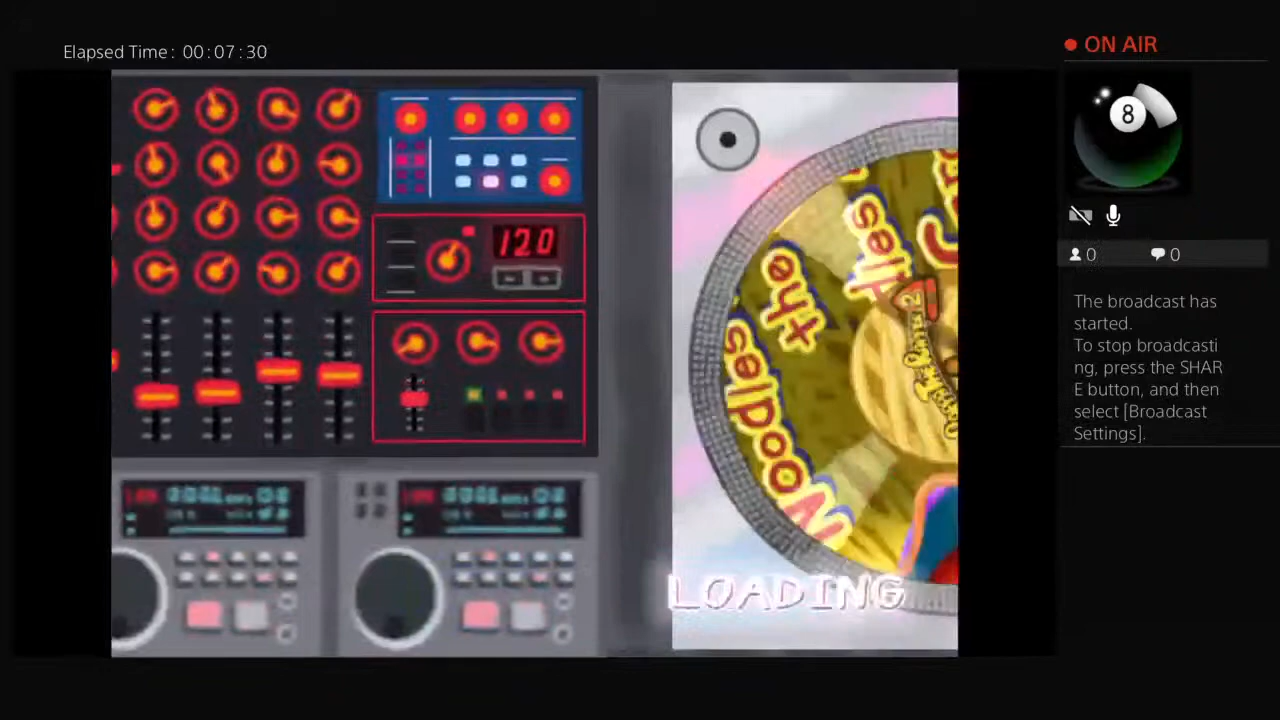 Elapsed Time: 00:07:30
ON AIR
8
120
0 0
The broadcast has
started.
To stop broadcasti
ng, press the SHAR
E button, and then
select [Broadcast
Settings].
the
Woodles
LOADING